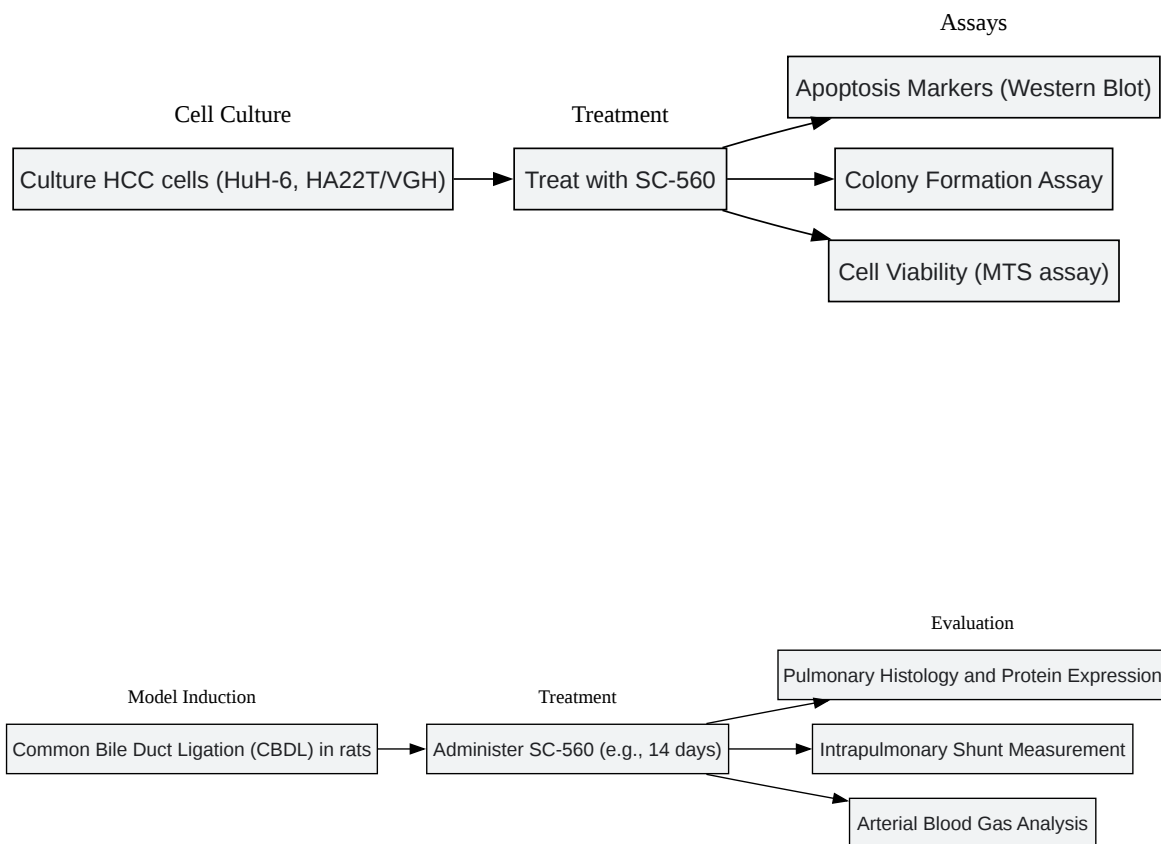 Assays
Apoptosis Markers (Western Blot)
Cell Culture
Treatment
Culture HCC cells (HuH-6, HA22T/VGH)
Treat with SC-560
Colony Formation Assay
Cell Viability (MTS assay)
Evaluation
Pulmonary Histology and Protein Expression
Model Induction
Treatment
Common Bile Duct Ligation (CBDL) in rats
Administer SC-560 (e.g., 14 days)
Intrapulmonary Shunt Measurement
Arterial Blood Gas Analysis